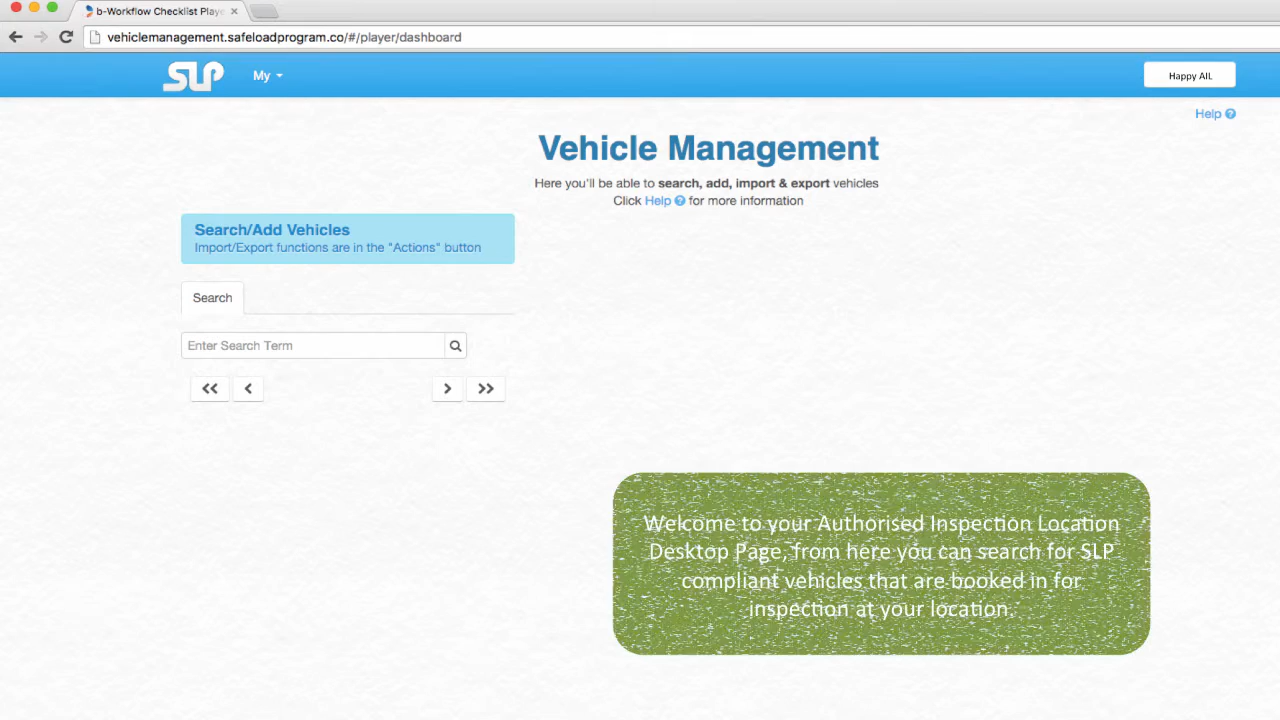 b-Workflow Checklist Playe
vehiclemanagement.safeloadprogram.co/#/player/dashboard
SLP
My
Happy AIL
Help
Vehicle Management
Here you'll be able to search, add, import & export vehicles
Click Help for more information
Search/Add Vehicles
Import/Export functions are in the "Actions" button
Search
Enter Search Term
Welcome to your Authorised Inspection Location
Desktop Page, from here you can search for SLP
compliant vehicles that are booked in for
inspection at your location.